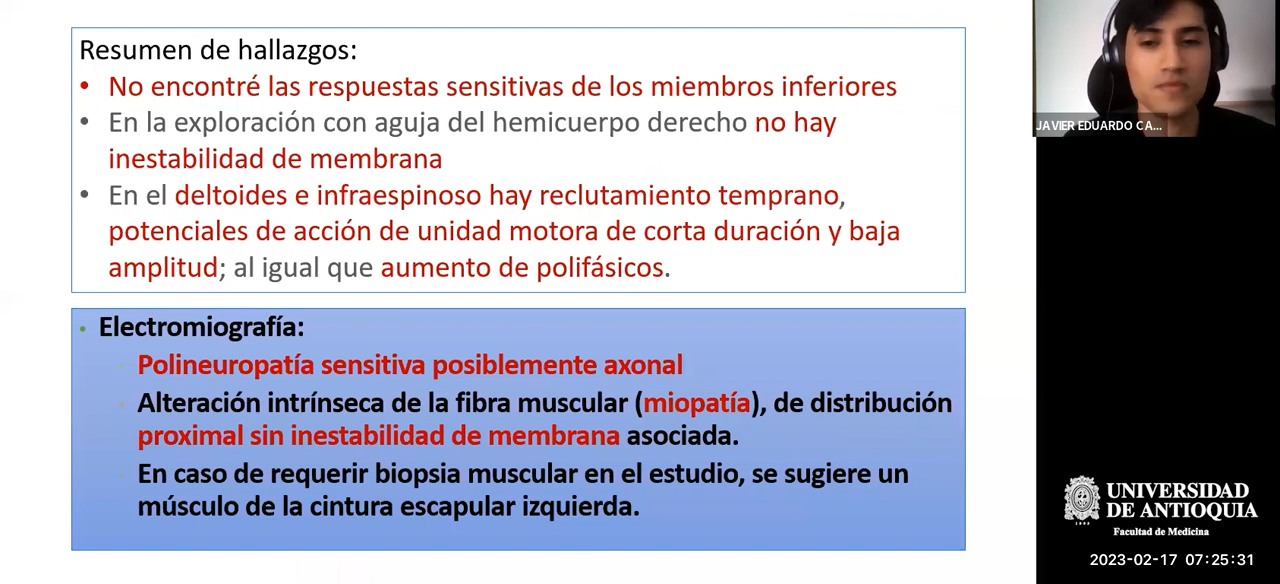 Resumen de hallazgos:
• No encontré las respuestas sensitivas de los miembros inferiores
• En la exploración con aguja del hemicuerpo derecho no hay
inestabilidad de membrana
• En el deltoides e infraespinoso hay reclutamiento temprano,
potenciales de acción de unidad motora de corta duración y baja
amplitud; al igual que aumento de polifásicos.
• Electromiografía:
Polineuropatía sensitiva posiblemente axonal
Alteración intrínseca de la fibra muscular (miopatía), de distribución
proximal sin inestabilidad de membrana asociada.
En caso de requerir biopsia muscular en el estudio, se sugiere un
músculo de la cintura escapular izquierda.
JAVIER EDUARDO CA...
UNIVERSIDAD
DE ANTIOQUIA
Facultad de Medicina
2023-02-17 07:25:31